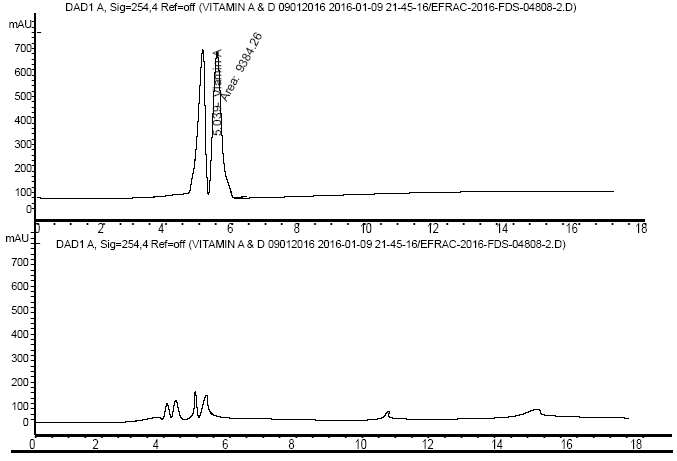 DAD1 A, Sig=254,4 Ref=off (VITAMIN A & D 09012016 2016-01-09 21-45-16/EFRAC-2016-FDS-04808-2.D)
mAU
700
600
500
400
300
200
100
0
5.039- Vlamin A
Area: 9384.26
0 2 4 6 8 10 12 14 16 18
mAU
DAD1 A, Sig=254,4 Ref=off (VITAMIN A & D 09012016 2016-01-09 21-45-16/EFRAC-2016-FDS-04808-2.D)
700
600
500
400
300
200
100
0
0 2 4 6 8 10 12 14 16 18